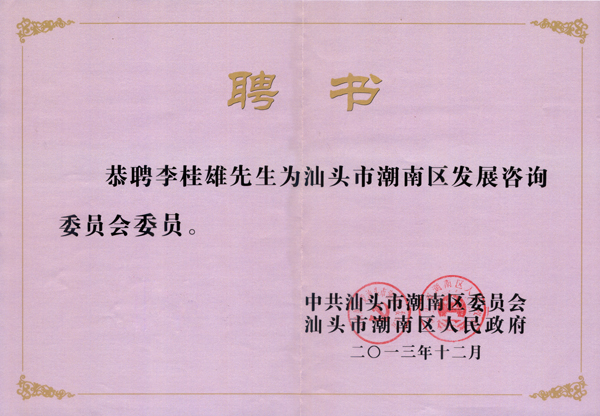 聘 书
恭聘李桂雄先生为汕头市潮南区发展咨询
委员会委员。
中共汕头市潮南区委员会
汕头市潮南区人民政府
二〇一三年十二月